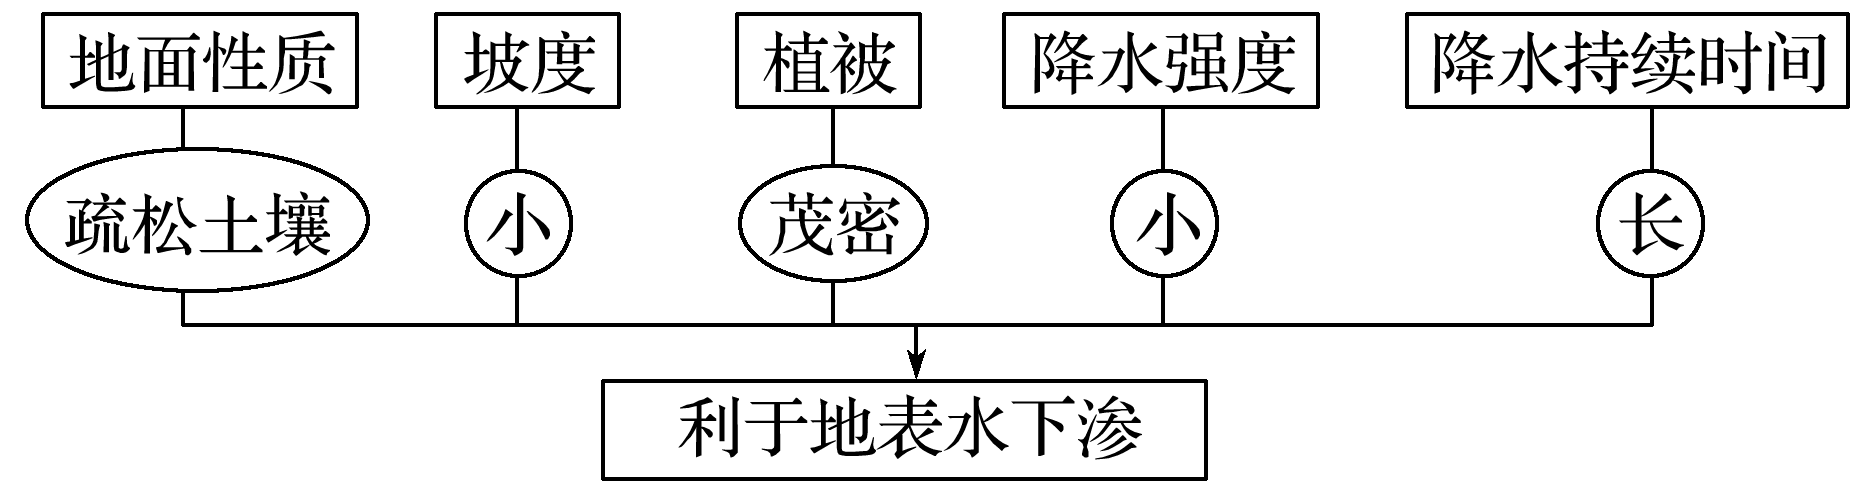 地面性质 坡度 植被 降水强度 降水持续时间
疏松土壤 小 茂密 小 长
利于地表水下渗